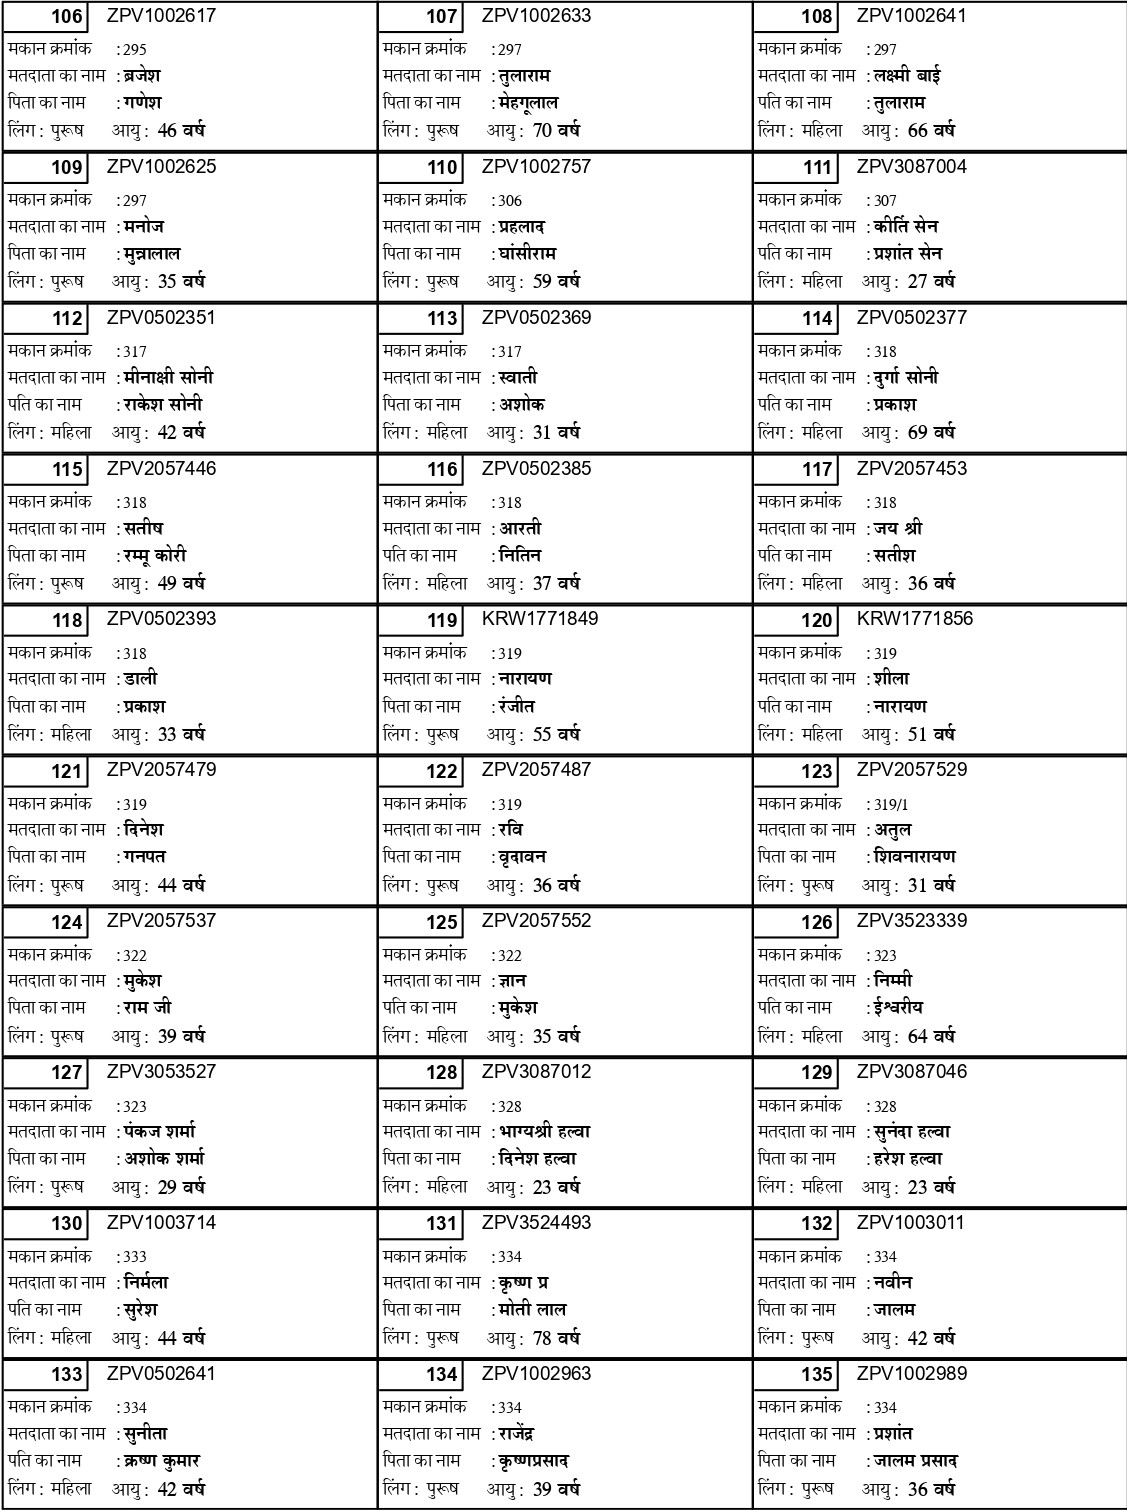 106 ZPV1002617
मकान क्रमांक :295
मतदाता का नाम :ब्रजेश
पिता का नाम :गणेश
लिंग: पुरूष आयु: 46 वर्ष
107 ZPV1002633
मकान क्रमांक :297
मतदाता का नाम :तुलाराम
पिता का नाम :मेहगूलाल
लिंग: पुरूष आयु: 70 वर्ष
108 ZPV1002641
मकान क्रमांक :297
मतदाता का नाम :लक्ष्मी बाई
पति का नाम :तुलाराम
लिंग: महिला आयु: 66 वर्ष
109 ZPV1002625
मकान क्रमांक :297
मतदाता का नाम :मनोज
पिता का नाम :मुन्नालाल
लिंग: पुरूष आयु: 35 वर्ष
110 ZPV1002757
मकान क्रमांक :306
मतदाता का नाम :प्रहलाद
पिता का नाम :घांसीराम
लिंग: पुरूष आयु: 59 वर्ष
111 ZPV3087004
मकान क्रमांक :307
मतदाता का नाम :कीर्ति सेन
पति का नाम :प्रशांत सेन
लिंग: महिला आयु: 27 वर्ष
112 ZPV0502351
मकान क्रमांक :317
मतदाता का नाम :मीनाक्षी सोनी
पति का नाम :राकेश सोनी
लिंग: महिला आयु: 42 वर्ष
113 ZPV0502369
मकान क्रमांक :317
मतदाता का नाम :स्वाती
पिता का नाम :अशोक
लिंग: महिला आयु: 31 वर्ष
114 ZPV0502377
मकान क्रमांक :318
मतदाता का नाम :दुर्गा सोनी
पति का नाम :प्रकाश
लिंग: महिला आयु: 69 वर्ष
115 ZPV2057446
मकान क्रमांक :318
मतदाता का नाम :सतीष
पिता का नाम :रम्मू कोरी
लिंग: पुरूष आयु: 49 वर्ष
116 ZPV0502385
मकान क्रमांक :318
मतदाता का नाम :आरती
पति का नाम :नितिन
लिंग: महिला आयु: 37 वर्ष
117 ZPV2057453
मकान क्रमांक :318
मतदाता का नाम :जय श्री
पति का नाम :सतीश
लिंग: महिला आयु: 36 वर्ष
118 ZPV0502393
मकान क्रमांक :318
मतदाता का नाम :डाली
पिता का नाम :प्रकाश
लिंग: महिला आयु: 33 वर्ष
119 KRW1771849
मकान क्रमांक :319
मतदाता का नाम :नारायण
पिता का नाम :रंजीत
लिंग: पुरूष आयु: 55 वर्ष
120 KRW1771856
मकान क्रमांक :319
मतदाता का नाम :शीला
पति का नाम :नारायण
लिंग: महिला आयु: 51 वर्ष
121 ZPV2057479
मकान क्रमांक :319
मतदाता का नाम :दिनेश
पिता का नाम :गनपत
लिंग: पुरूष आयु: 44 वर्ष
122 ZPV2057487
मकान क्रमांक :319
मतदाता का नाम :रवि
पिता का नाम :वृदावन
लिंग: पुरूष आयु: 36 वर्ष
123 ZPV2057529
मकान क्रमांक :319/1
मतदाता का नाम :अतुल
पिता का नाम :शिवनारायण
लिंग: पुरूष आयु: 31 वर्ष
124 ZPV2057537
मकान क्रमांक :322
मतदाता का नाम :मुकेश
पिता का नाम :राम जी
लिंग: पुरूष आयु: 39 वर्ष
125 ZPV2057552
मकान क्रमांक :322
मतदाता का नाम :ज्ञान
पति का नाम :मुकेश
लिंग: महिला आयु: 35 वर्ष
126 ZPV3523339
मकान क्रमांक :323
मतदाता का नाम :निम्मी
पति का नाम :ईश्वरीय
लिंग: महिला आयु: 64 वर्ष
127 ZPV3053527
मकान क्रमांक :323
मतदाता का नाम :पंकज शर्मा
पिता का नाम :अशोक शर्मा
लिंग: पुरूष आयु: 29 वर्ष
128 ZPV3087012
मकान क्रमांक :328
मतदाता का नाम :भाग्यश्री हल्वा
पिता का नाम :दिनेश हल्वा
लिंग: महिला आयु: 23 वर्ष
129 ZPV3087046
मकान क्रमांक :328
मतदाता का नाम :सुनंदा हल्वा
पिता का नाम :हरेश हल्वा
लिंग: महिला आयु: 23 वर्ष
130 ZPV1003714
मकान क्रमांक :333
मतदाता का नाम :निर्मला
पति का नाम :सुरेश
लिंग: महिला आयु: 44 वर्ष
131 ZPV3524493
मकान क्रमांक :334
मतदाता का नाम :कृष्ण प्र
पिता का नाम :मोती लाल
लिंग: पुरूष आयु: 78 वर्ष
132 ZPV1003011
मकान क्रमांक :334
मतदाता का नाम :नवीन
पिता का नाम :जालम
लिंग: पुरूष आयु: 42 वर्ष
133 ZPV0502641
मकान क्रमांक :334
मतदाता का नाम :सुनीता
पति का नाम :क्रष्ण कुमार
लिंग: महिला आयु: 42 वर्ष
134 ZPV1002963
मकान क्रमांक :334
मतदाता का नाम :राजेंद्र
पिता का नाम :कृष्णप्रसाद
लिंग: पुरूष आयु: 39 वर्ष
135 ZPV1002989
मकान क्रमांक :334
मतदाता का नाम :प्रशांत
पिता का नाम :जालम प्रसाद
लिंग: पुरूष आयु: 36 वर्ष